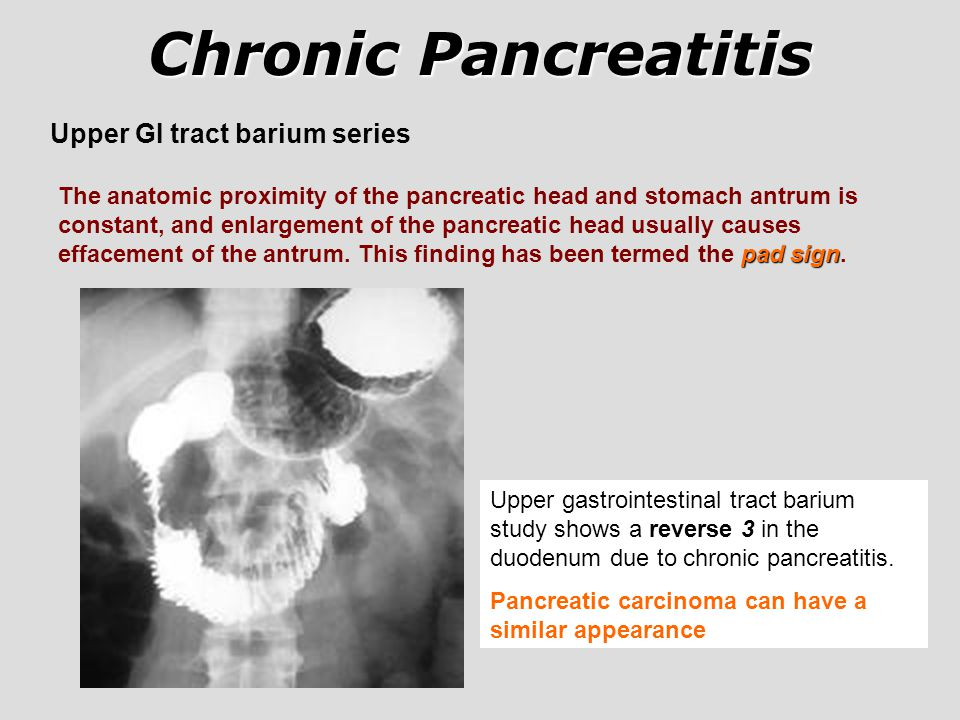 Chronic Pancreatitis
Upper GI tract barium series
The anatomic proximity of the pancreatic head and stomach antrum is
constant, and enlargement of the pancreatic head usually causes
effacement of the antrum. This finding has been termed the pad sign.
Upper gastrointestinal tract barium
study shows a reverse 3 in the
duodenum due to chronic pancreatitis.
Pancreatic carcinoma can have a
similar appearance